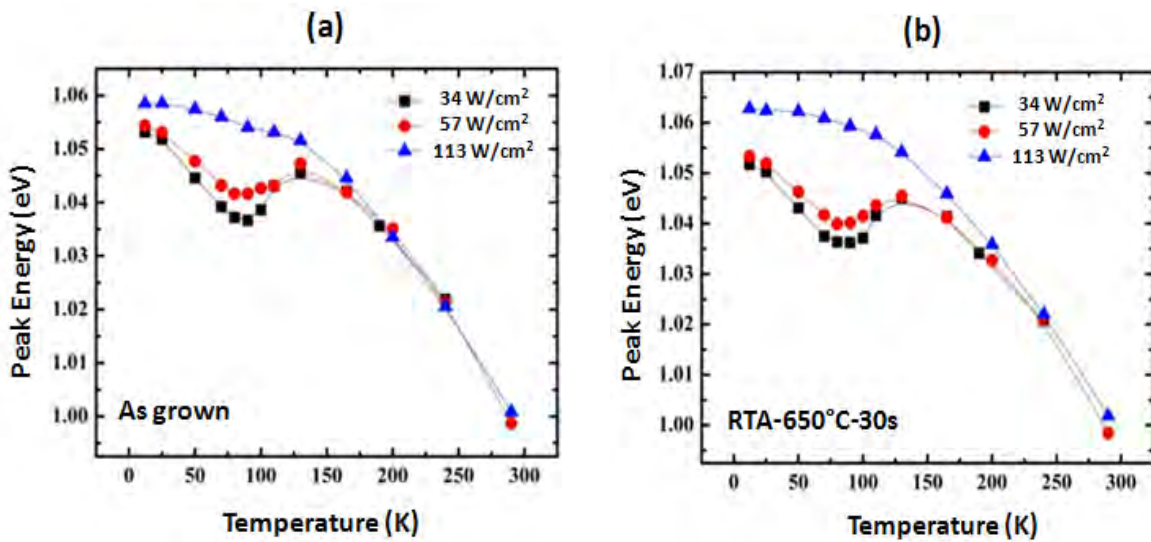 (a)
1.06
1.05
1.04
1.03
1.02
1.01
1.00
Peak Energy (eV)
34 W/cm²
57 W/cm²
113 W/cm²
As grown
0 50 100 150 200 250 300
Temperature (K)
(b)
1.07
1.06
1.05
1.04
1.03
1.02
1.01
1.00
Peak Energy (eV)
34 W/cm²
57 W/cm²
113 W/cm²
RTA-650°C-30s
0 50 100 150 200 250 300
Temperature (K)